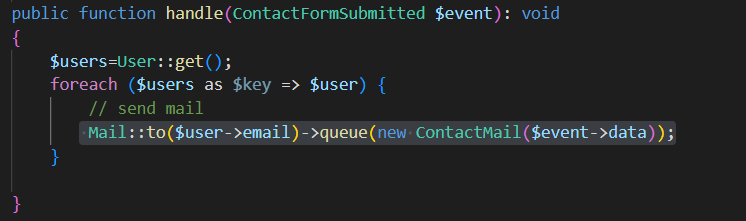 public function handle(ContactFormSubmitted $event): void
{
    $users=User::get();
    foreach ($users as $key => $user) {
        // send mail
        Mail::to($user->email)->queue(new ContactMail($event->data));
    }
}